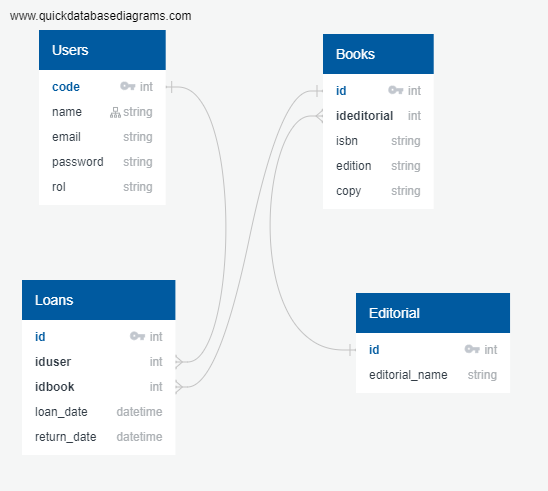 www.quickdatabasediagrams.com
Users
code int
name string
email string
password string
rol string
Books
id int
ideditorial int
isbn string
edition string
copy string
Loans
id int
iduser int
idbook int
loan_date datetime
return_date datetime
Editorial
id int
editorial_name string